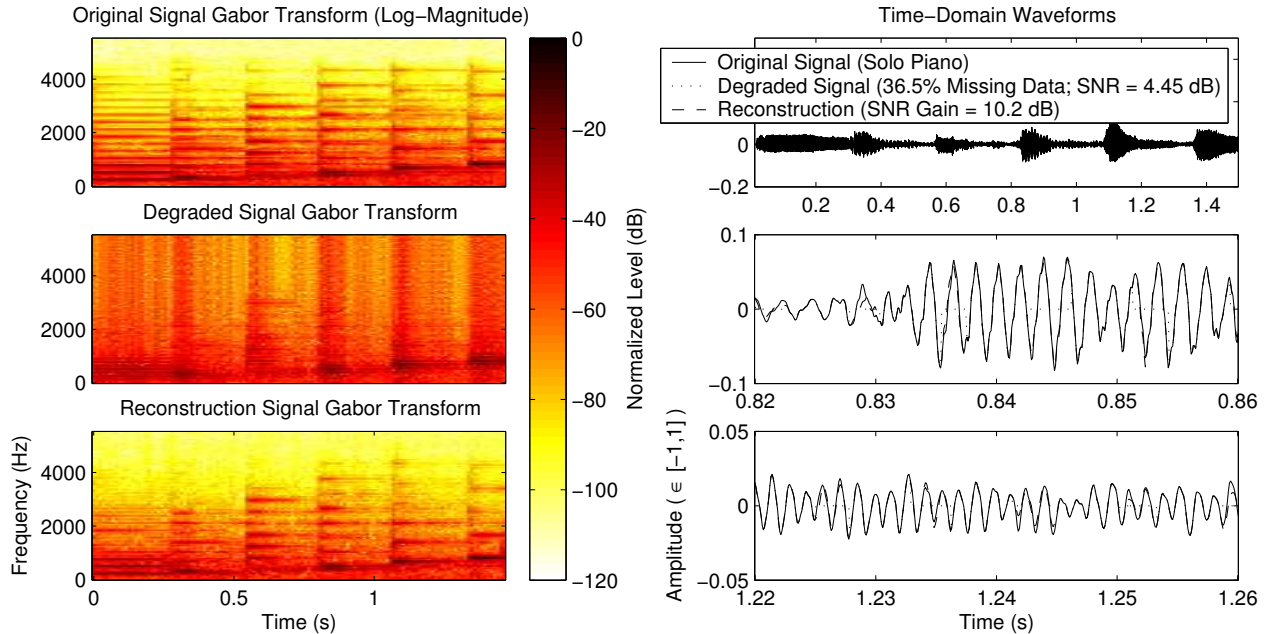 Original Signal Gabor Transform (Log−Magnitude)
4000
2000
0
Degraded Signal Gabor Transform
4000
2000
0
Reconstruction Signal Gabor Transform
4000
2000
0
0
0.5
1
Frequency (Hz)
Time (s)
0
−20
−40
−60
−80
−100
−120
Normalized Level (dB)
Time−Domain Waveforms
Original Signal (Solo Piano)
Degraded Signal (36.5% Missing Data; SNR = 4.45 dB)
Reconstruction (SNR Gain = 10.2 dB)
0
−0.2
0.2 0.4 0.6 0.8 1 1.2 1.4
0.1
0
−0.1
0.82 0.83 0.84 0.85 0.86
0.05
0
−0.05
1.22 1.23 1.24 1.25 1.26
Amplitude ( ∈ [−1,1] )
Time (s)